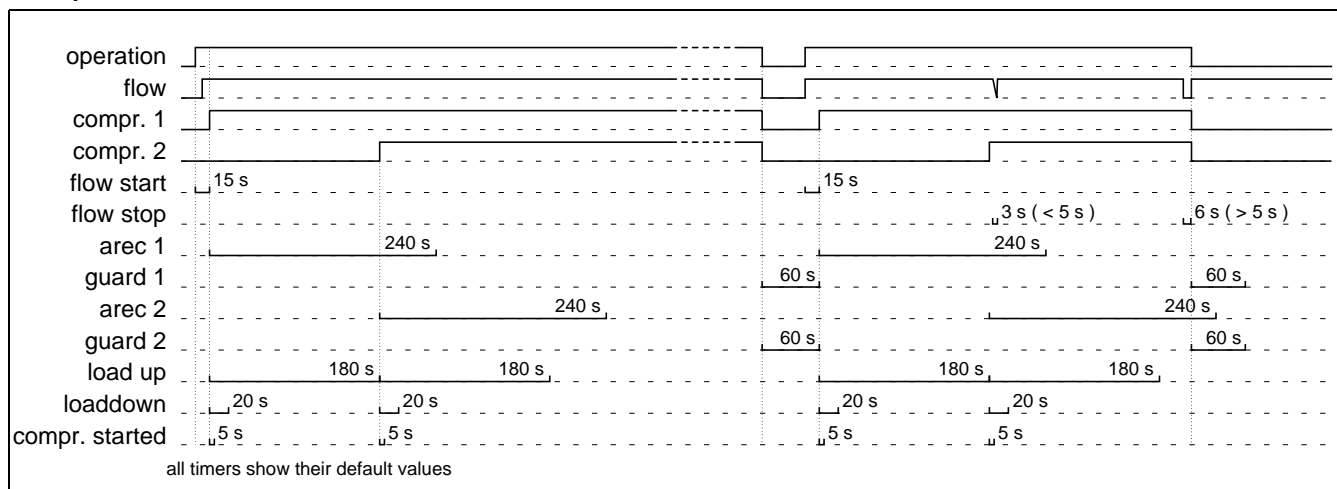 operation
flow
compr. 1
compr. 2
flow start 15 s 15 s
flow stop 3 s ( < 5 s ) 6 s ( > 5 s )
arec 1 240 s 240 s
guard 1 60 s 60 s
arec 2 240 s 240 s
guard 2 60 s 60 s
load up 180 s 180 s 180 s 180 s
loaddown 20 s 20 s 20 s 20 s
compr. started 5 s 5 s 5 s 5 s
all timers show their default values